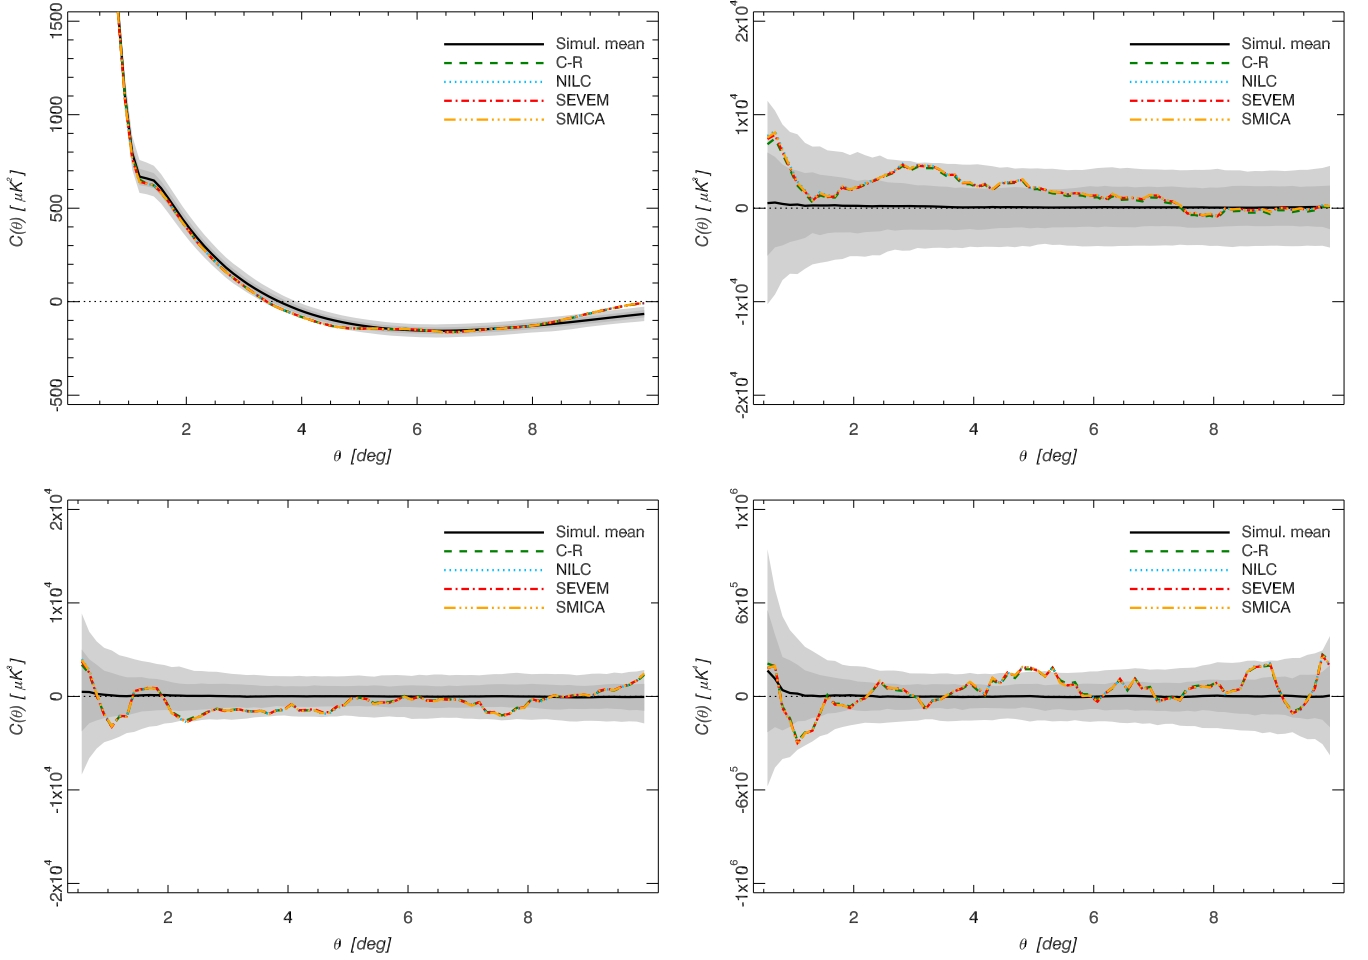 1500
1000
500
0
-500
C(θ) [ μK²]
Simul. mean
C-R
NILC
SEVEM
SMICA
2 4 6 8
θ [deg]
2x10⁴
1x10⁴
0
-1x10⁴
-2x10⁴
C(θ) [ μK³]
Simul. mean
C-R
NILC
SEVEM
SMICA
2 4 6 8
θ [deg]
2x10⁴
1x10⁴
0
-1x10⁴
-2x10⁴
C(θ) [ μK³]
Simul. mean
C-R
NILC
SEVEM
SMICA
2 4 6 8
θ [deg]
1x10⁶
6x10⁵
0
-6x10⁵
-1x10⁶
C(θ) [ μK⁴]
Simul. mean
C-R
NILC
SEVEM
SMICA
2 4 6 8
θ [deg]